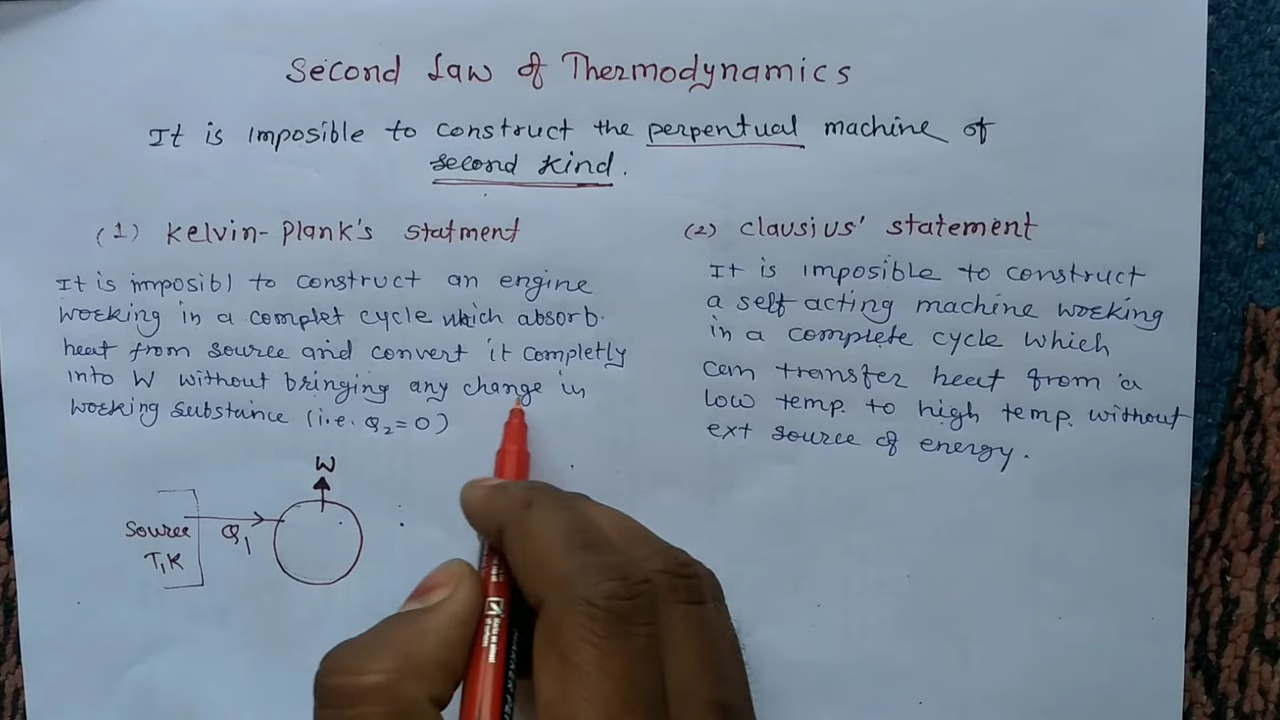 Second Law of Thermodynamics
It is imposible to construct the perpentual machine of
second kind.
(1) Kelvin-Plank's statment
It is imposibl to construct an engine
working in a complet cycle which absorb
heat from source and convert it completly
into W without bringing any change in
working substance (i.e. Q2=0)
W
Source
T1K
Q1
(2) Clausius' statement
It is imposible to construct
a self acting machine working
in a complete cycle which
can transfer heat from a
low temp. to high temp. without
ext source of energy.